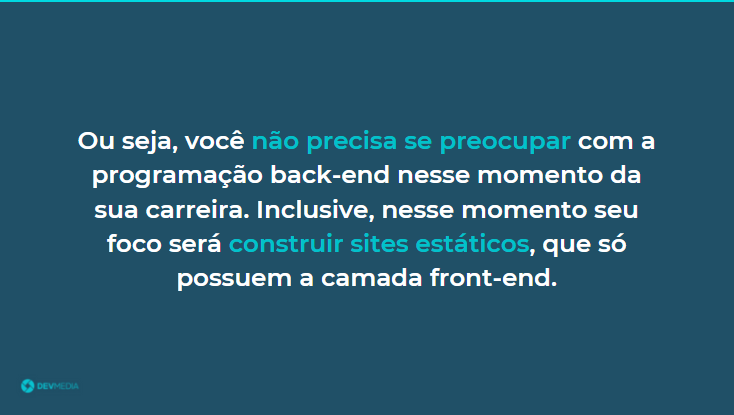 Ou seja, você não precisa se preocupar com a
programação back-end nesse momento da
sua carreira. Inclusive, nesse momento seu
foco será construir sites estáticos, que só
possuem a camada front-end.
DEVMEDIA